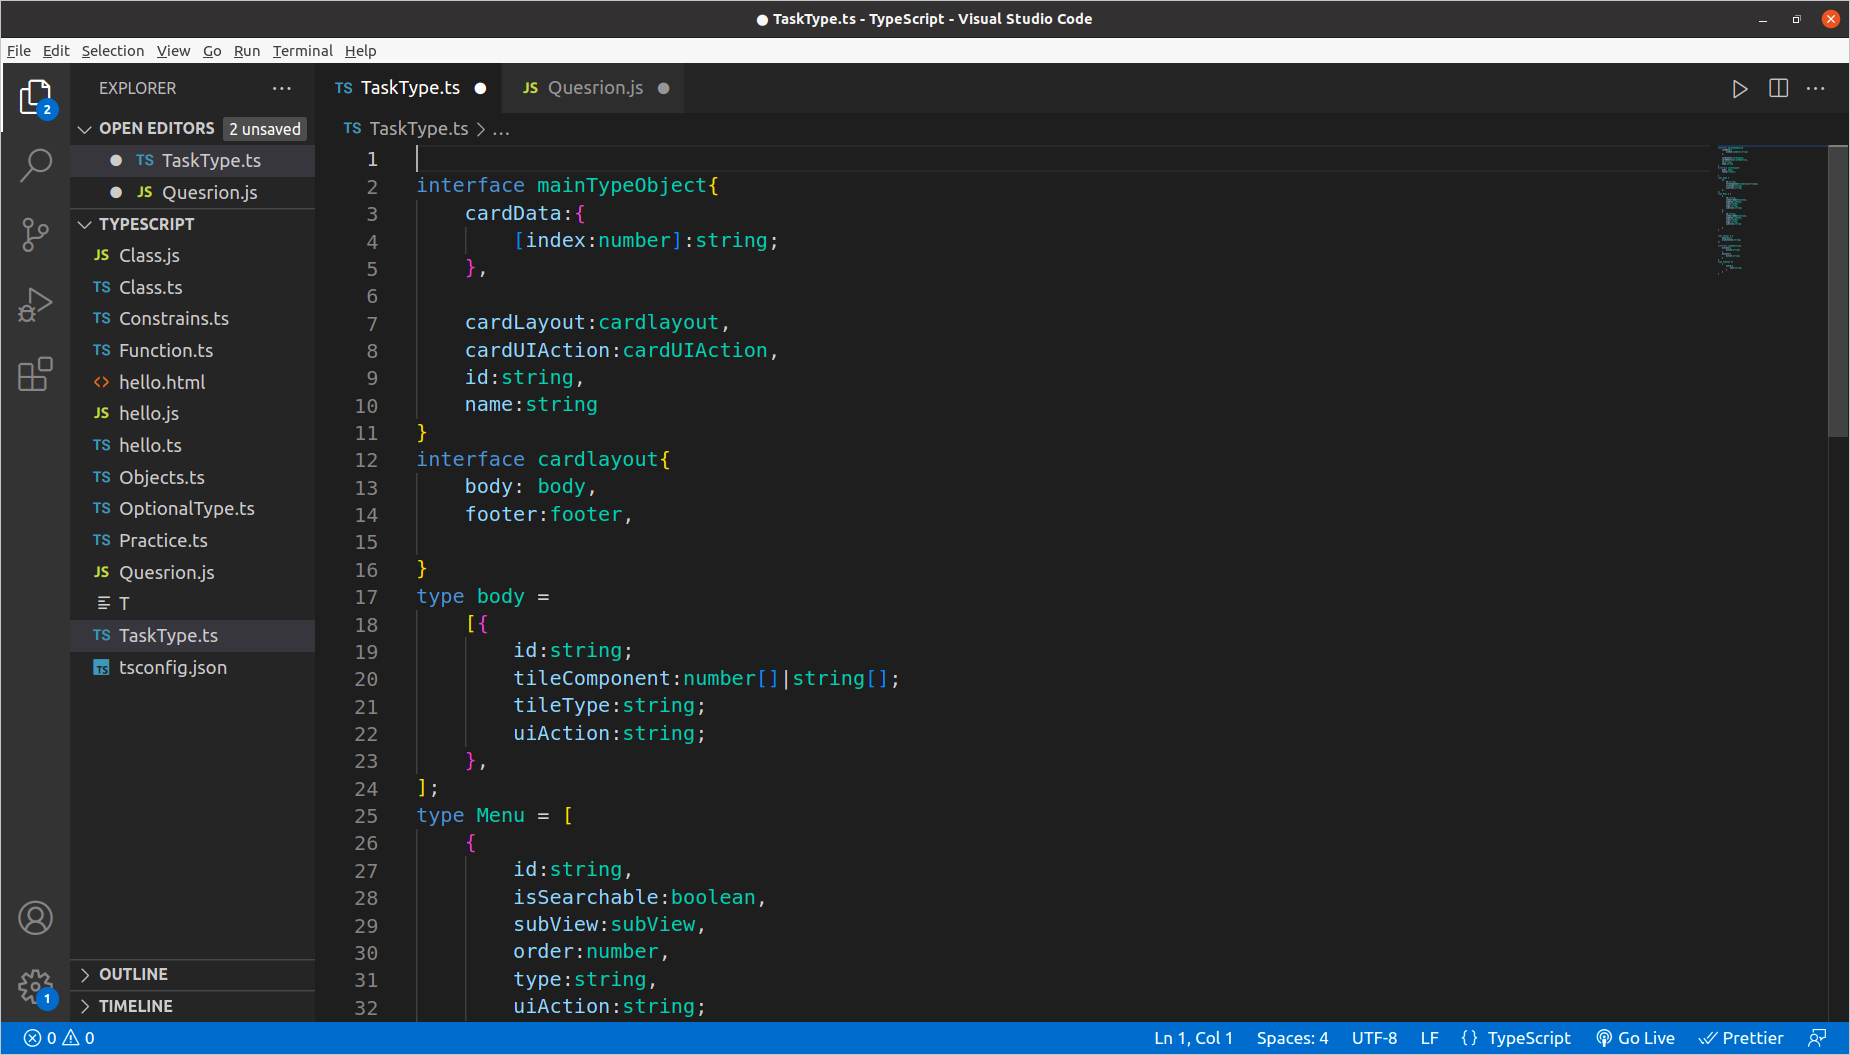 ● TaskType.ts - TypeScript - Visual Studio Code
File Edit Selection View Go Run Terminal Help
2
EXPLORER ···
OPEN EDITORS 2 unsaved
TS TaskType.ts
JS Quesrion.js
TYPESCRIPT
JS Class.js
TS Class.ts
TS Constrains.ts
TS Function.ts
<> hello.html
JS hello.js
TS hello.ts
TS Objects.ts
TS OptionalType.ts
TS Practice.ts
JS Quesrion.js
T
TS TaskType.ts
TS tsconfig.json
OUTLINE
1
TIMELINE
TS TaskType.ts ● JS Quesrion.js ●
TS TaskType.ts > ...
1
2 interface mainTypeObject{
3 cardData:{
4 [index:number]:string;
5 },
6
7 cardLayout:cardlayout,
8 cardUIAction:cardUIAction,
9 id:string,
10 name:string
11 }
12 interface cardlayout{
13 body: body,
14 footer:footer,
15
16 }
17 type body =
18 [{
19 id:string;
20 tileComponent:number[]|string[];
21 tileType:string;
22 uiAction:string;
23 },
24 ];
25 type Menu = [
26 {
27 id:string,
28 isSearchable:boolean,
29 subView:subView,
30 order:number,
31 type:string,
32 uiAction:string;
0 0 Ln 1, Col 1 Spaces: 4 UTF-8 LF {} TypeScript Go Live Prettier